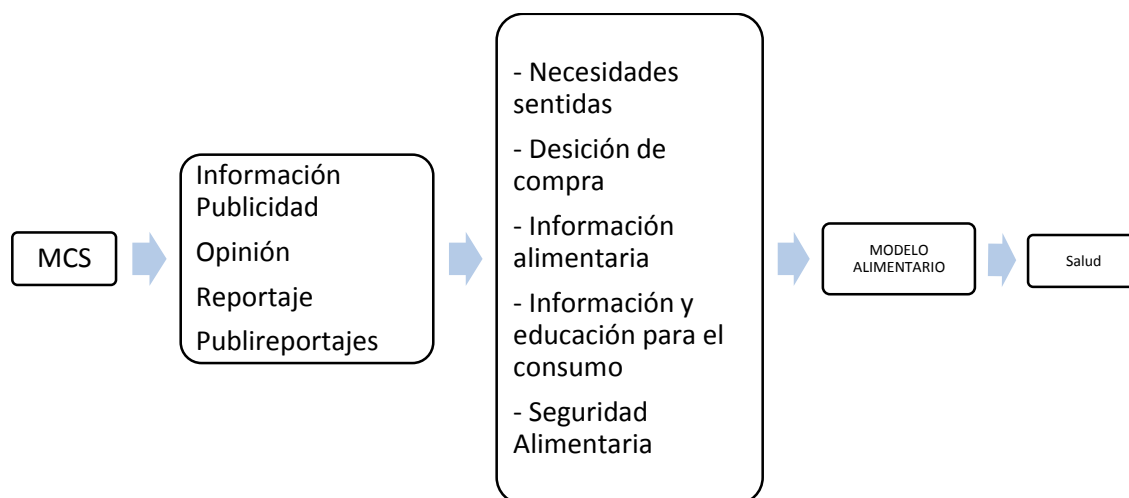 MCS
Información
Publicidad
Opinión
Reportaje
Publireportajes
- Necesidades
sentidas
- Desición de
compra
- Información
alimentaria
- Información y
educación para el
consumo
- Seguridad
Alimentaria
MODELO
ALIMENTARIO
Salud